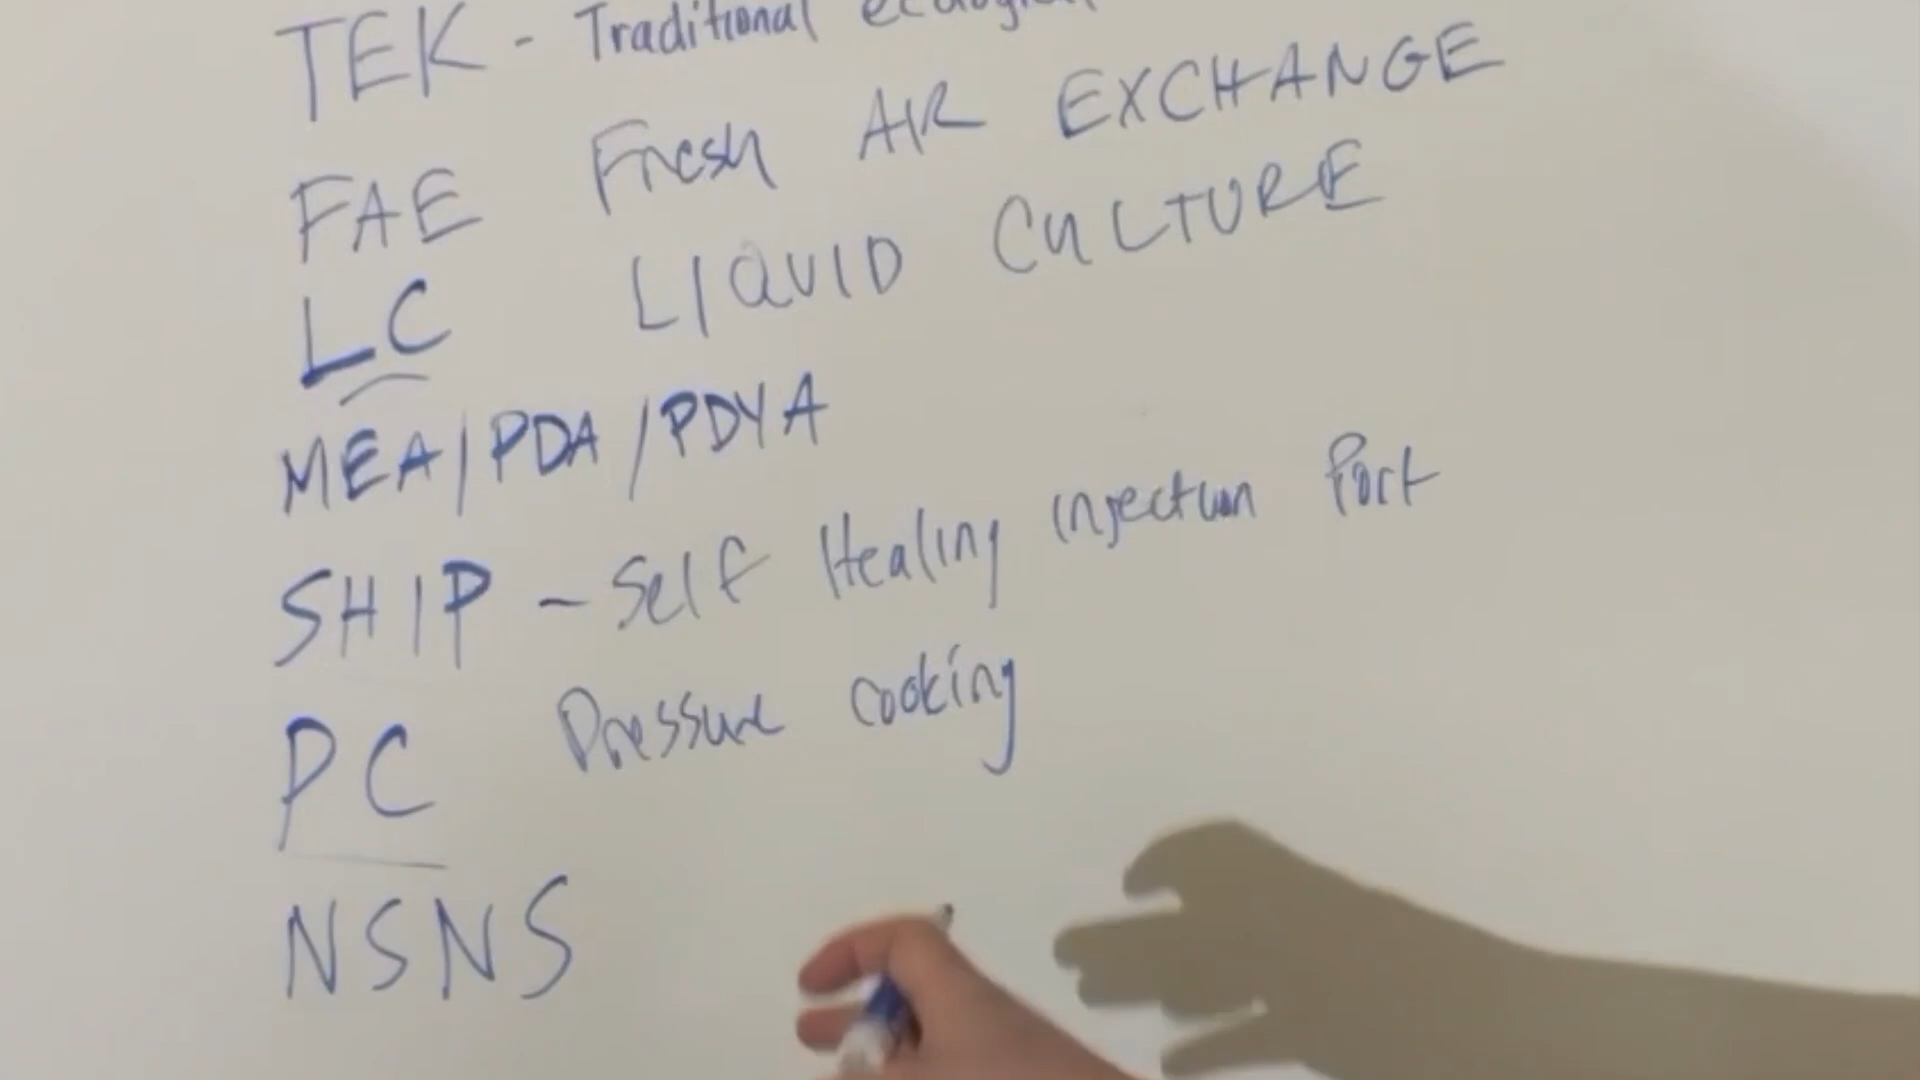 TEK - Traditional ecological
FAE Fresh AIR EXCHANGE
LC LIQUID CULTURE
MEA/PDA/PDYA
SHIP - Self Healing injection Port
PC Pressure cooking
NSNS